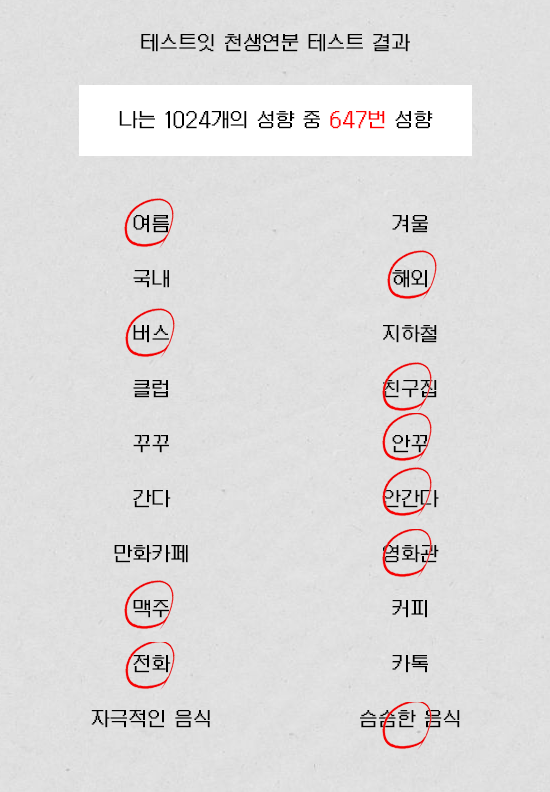 테스트잇 천생연분 테스트 결과
나는 1024개의 성향 중 647번 성향
여름 겨울
국내 해외
버스 지하철
클럽 친구집
꾸꾸 안꾸
간다 안간다
만화카페 영화관
맥주 커피
전화 카톡
자극적인 음식 슴슴한 음식